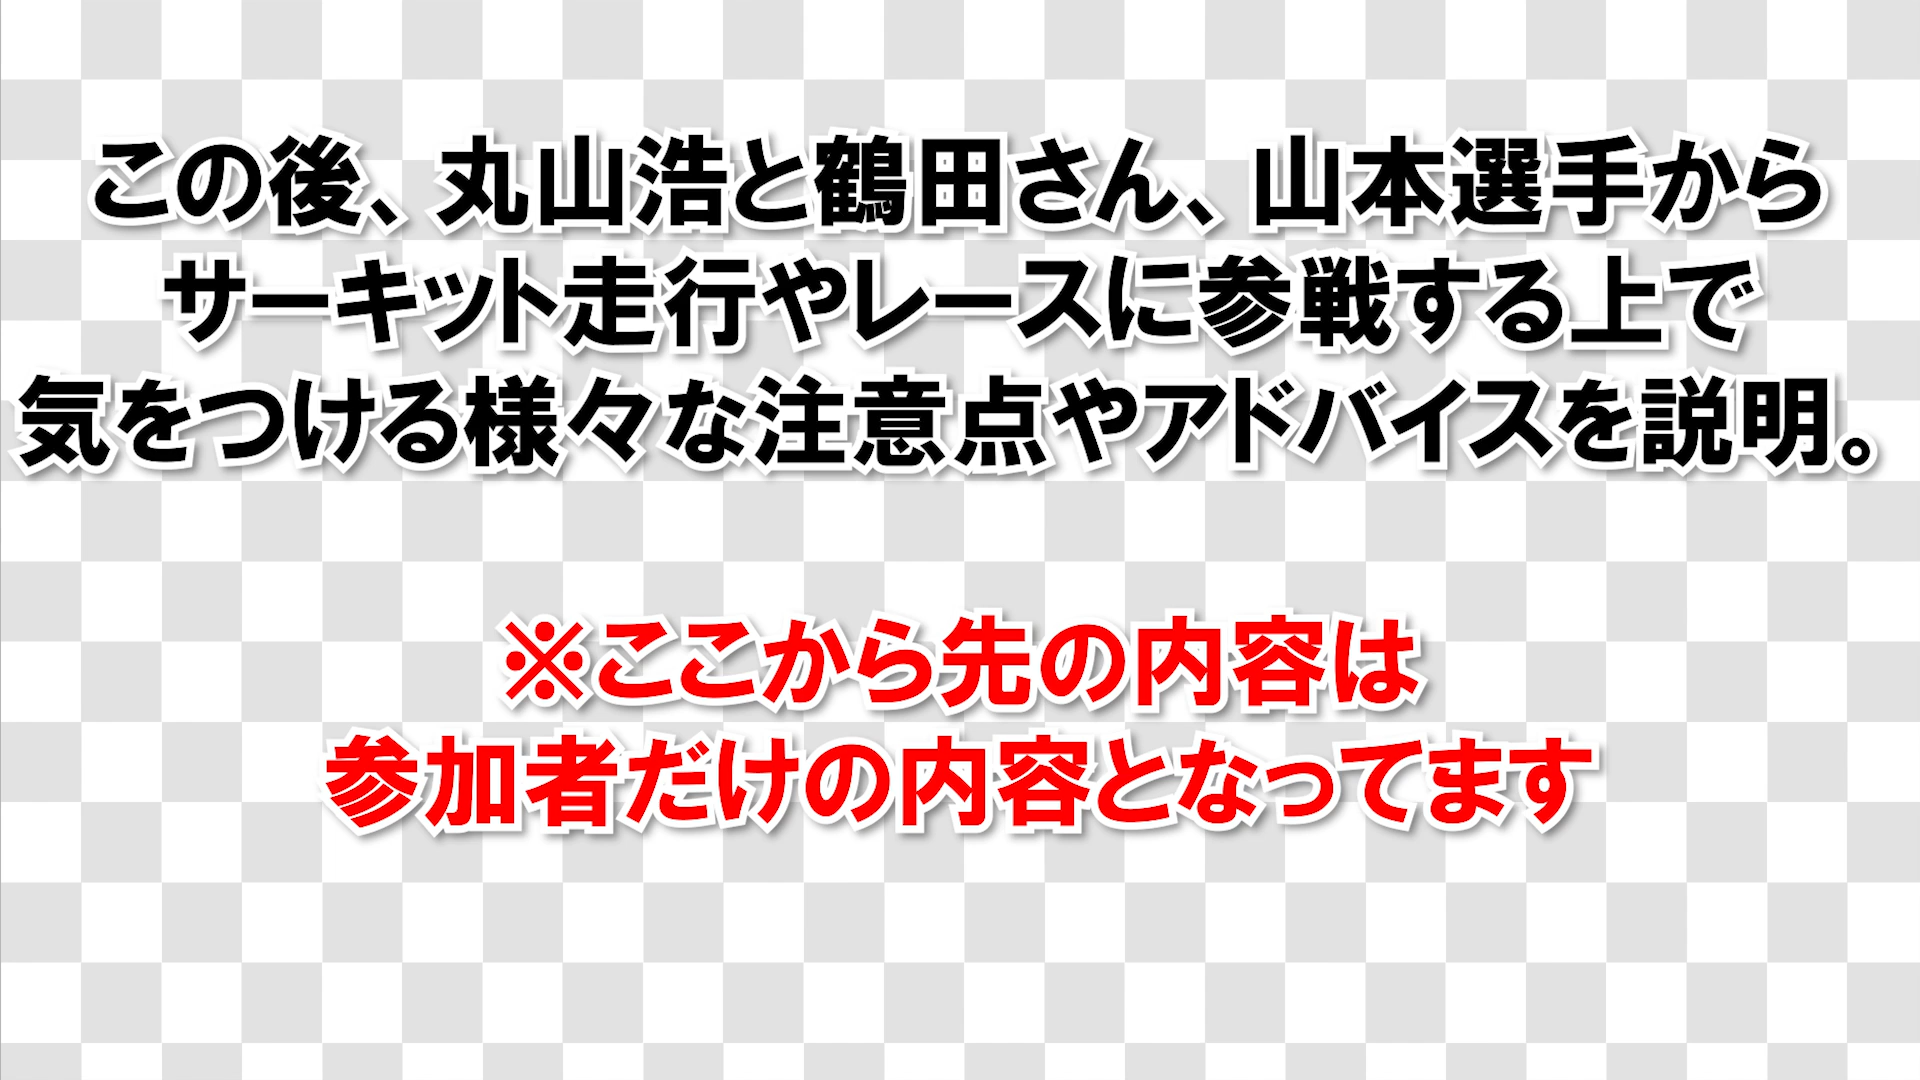 この後、丸山浩と鶴田さん、山本選手から
サーキット走行やレースに参戦する上で
気をつける様々な注意点やアドバイスを説明。
※ここから先の内容は
参加者だけの内容となってます